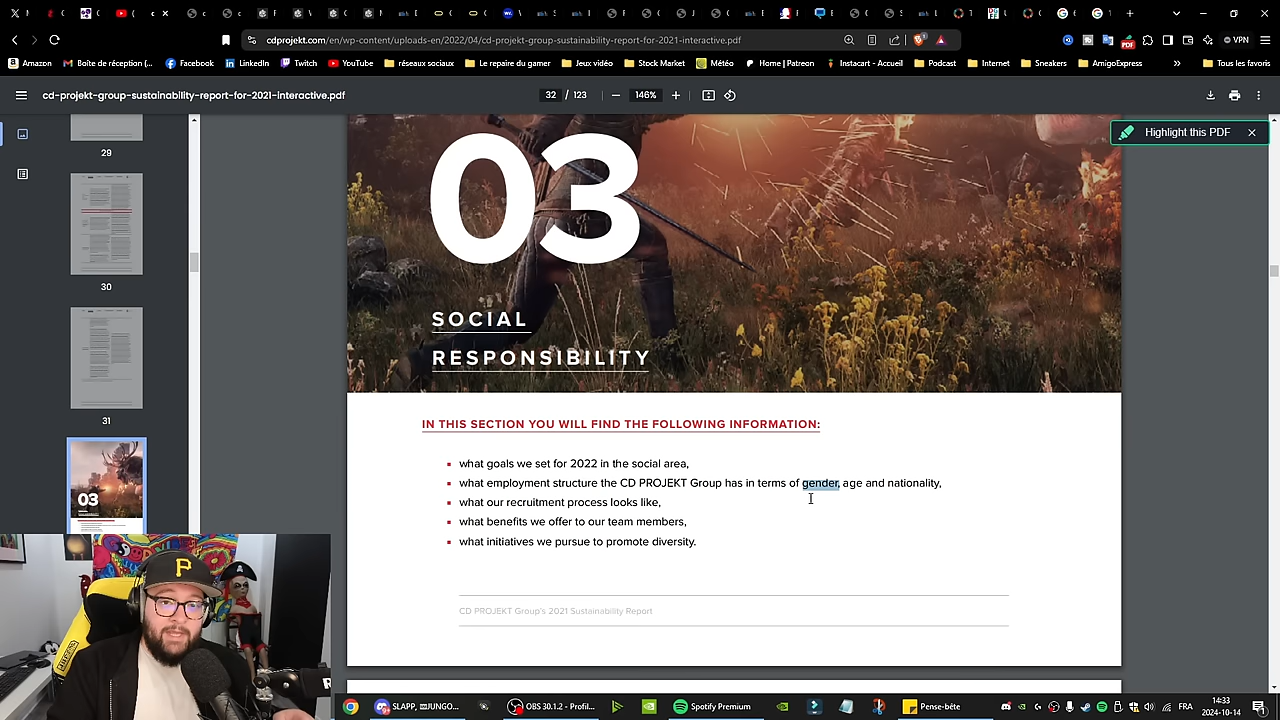 cdprojekt.com/en/wp-content/uploads-en/2022/04/cd-projekt-group-sustainability-report-for-2021-interactive.pdf
VPN
Amazon Boîte de réception (... Facebook LinkedIn Twitch YouTube réseaux sociaux Le repaire du gamer Jeux vidéo Stock Market Météo Home | Patreon Instacart - Accueil Podcast Internet Sneakers AmigoExpress Tous les favoris
cd-projekt-group-sustainability-report-for-2021-interactive.pdf 32 / 123 146%
Highlight this PDF
29
30
31
03
03
SOCIAL
RESPONSIBILITY
IN THIS SECTION YOU WILL FIND THE FOLLOWING INFORMATION:
what goals we set for 2022 in the social area,
what employment structure the CD PROJEKT Group has in terms of gender, age and nationality,
what our recruitment process looks like,
what benefits we offer to our team members,
what initiatives we pursue to promote diversity.
CD PROJEKT Group's 2021 Sustainability Report
P
OBS 30.1.2 - Profil... Spotify Premium Pense-bête FRA 14:33
2024-10-14